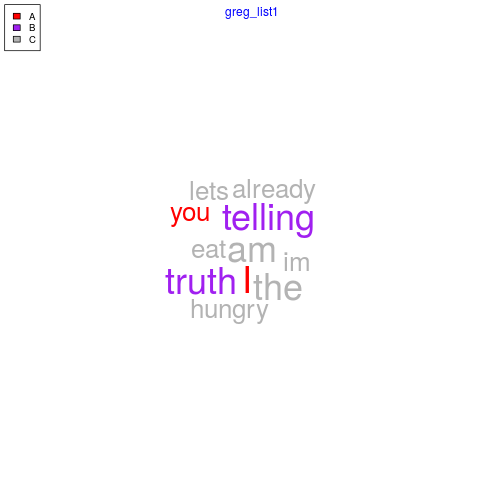 greg_list1
A
B
C
lets already
you telling
eat am im
truth I the
hungry